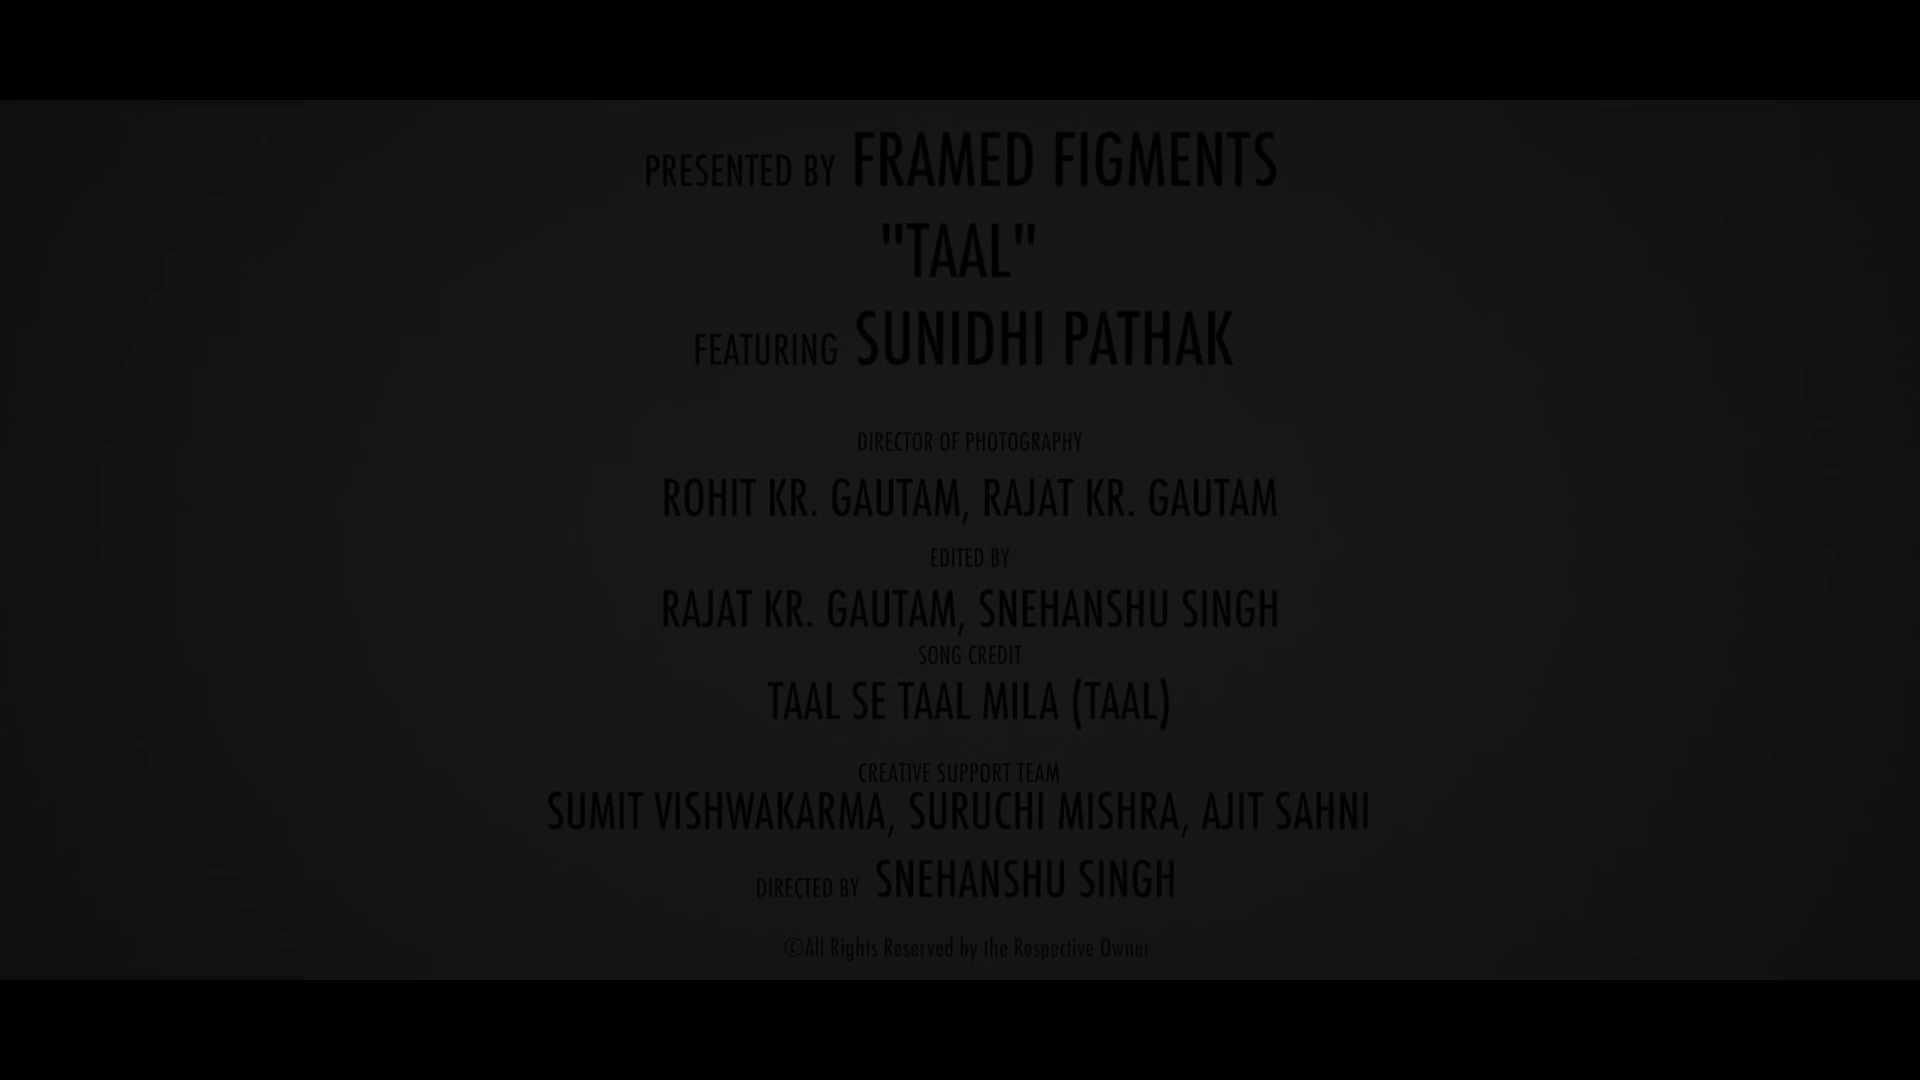 PRESENTED BY FRAMED FIGMENTS
"TAAL"
FEATURING SUNIDHI PATHAK
DIRECTOR OF PHOTOGRAPHY
ROHIT KR. GAUTAM, RAJAT KR. GAUTAM
EDITED BY
RAJAT KR. GAUTAM, SNEHANSHU SINGH
SONG CREDIT
TAAL SE TAAL MILA (TAAL)
CREATIVE SUPPORT TEAM
SUMIT VISHWAKARMA, SURUCHI MISHRA, AJIT SAHNI
DIRECTED BY SNEHANSHU SINGH
©All Rights Reserved by the Respective Owner